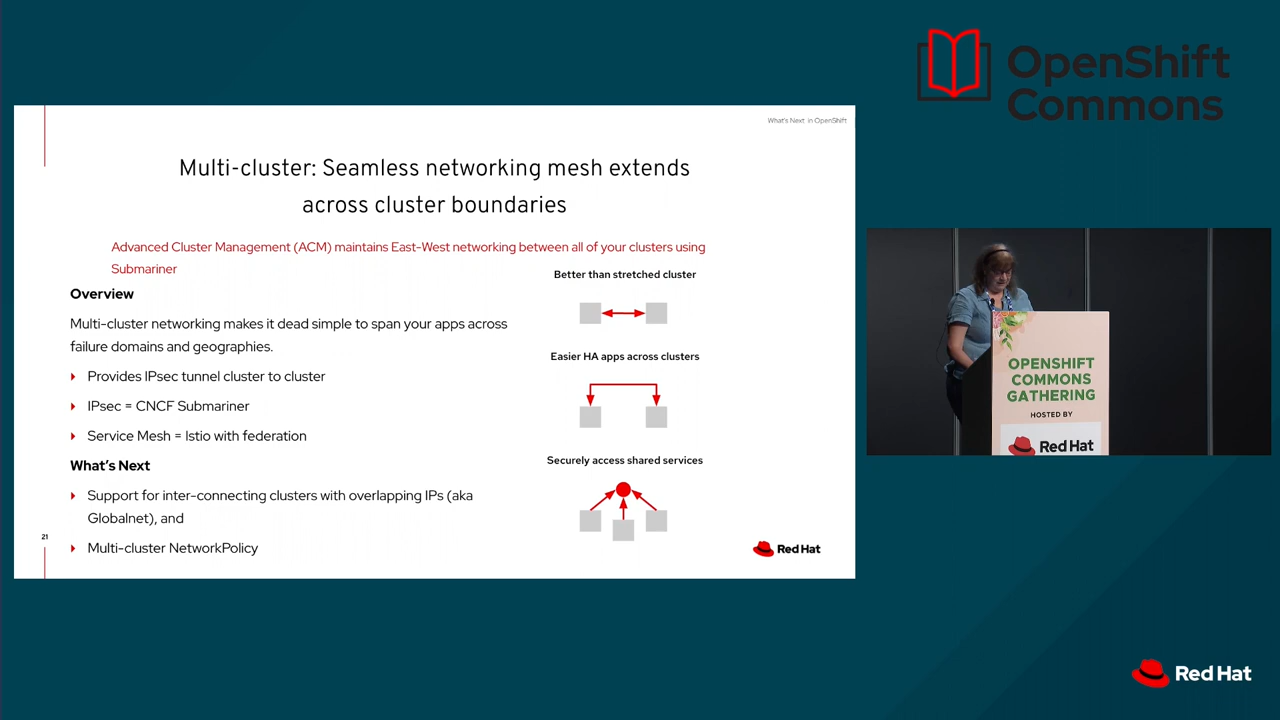 OpenShift
Commons
What's Next in OpenShift
Multi-cluster: Seamless networking mesh extends
across cluster boundaries
Advanced Cluster Management (ACM) maintains East-West networking between all of your clusters using
Submariner
Overview
Multi-cluster networking makes it dead simple to span your apps across
failure domains and geographies.
Provides IPsec tunnel cluster to cluster
IPsec = CNCF Submariner
Service Mesh = Istio with federation
What's Next
Support for inter-connecting clusters with overlapping IPs (aka
Globalnet), and
Multi-cluster NetworkPolicy
Better than stretched cluster
Easier HA apps across clusters
Securely access shared services
21
Red Hat
OPENSHIFT
COMMONS
GATHERING
HOSTED BY
Red Hat
Red Hat